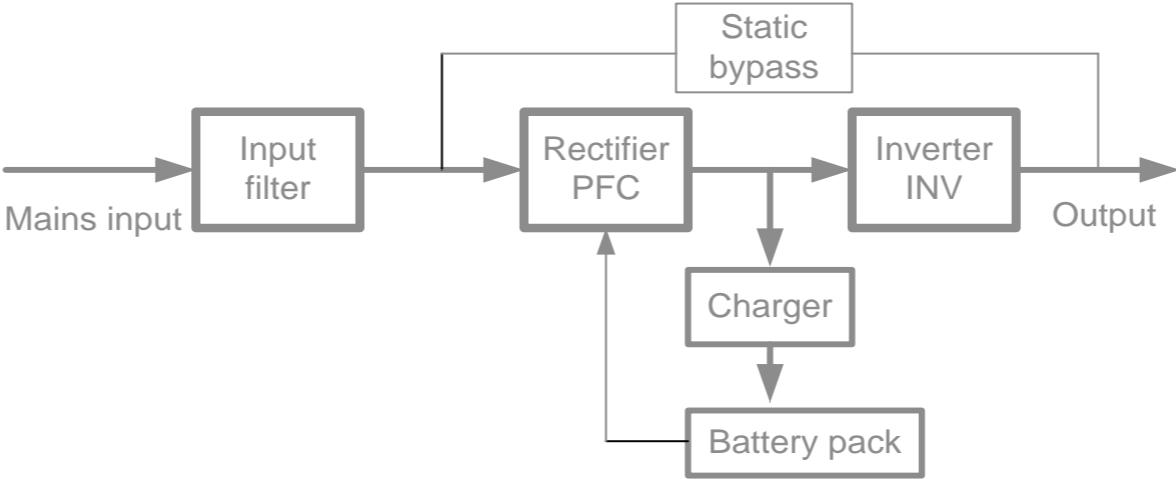 Static
bypass
Input
filter
Rectifier
PFC
Inverter
INV
Mains input
Output
Charger
Battery pack